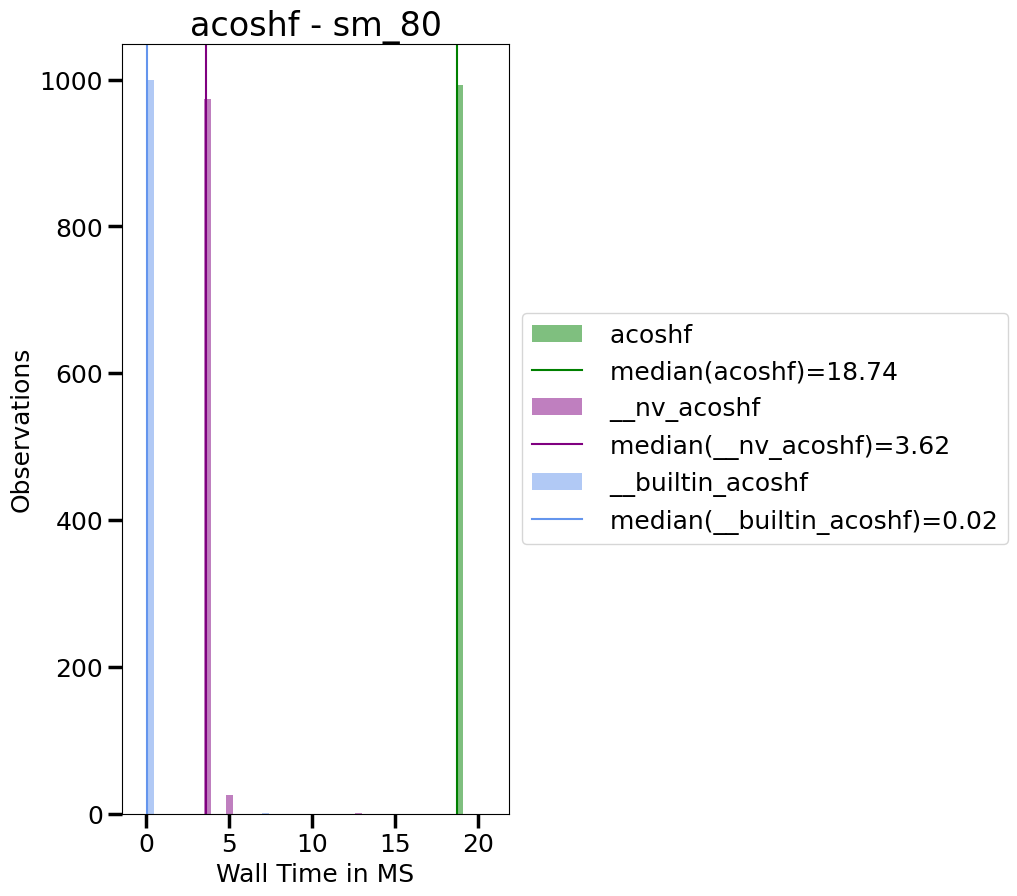 acoshf - sm_80
1000
800
600
400
200
0
Observations
0 5 10 15 20
Wall Time in MS
acoshf
median(acoshf)=18.74
__nv_acoshf
median(__nv_acoshf)=3.62
__builtin_acoshf
median(__builtin_acoshf)=0.02